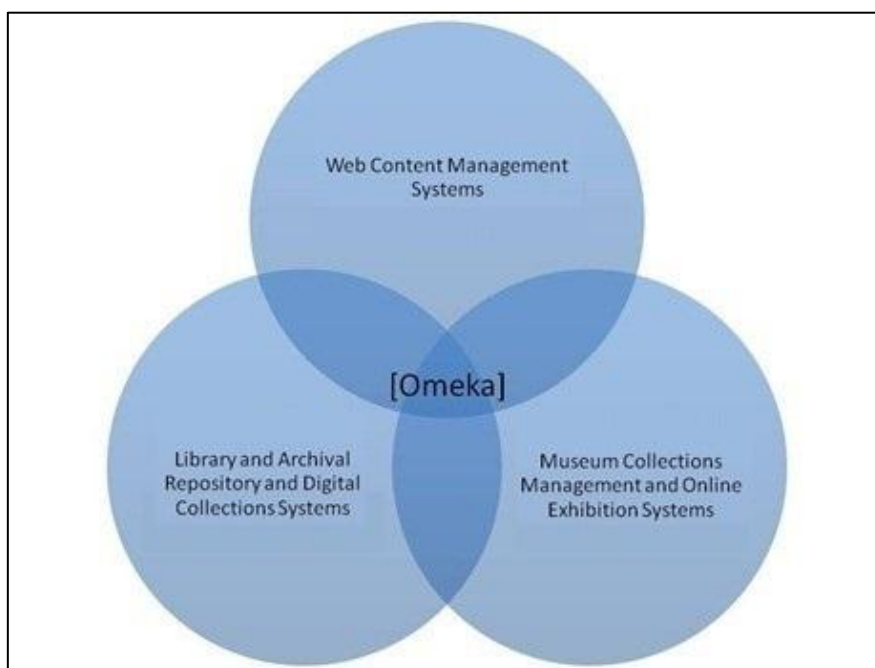 Web Content Management
Systems
[Omeka]
Library and Archival
Repository and Digital
Collections Systems
Museum Collections
Management and Online
Exhibition Systems